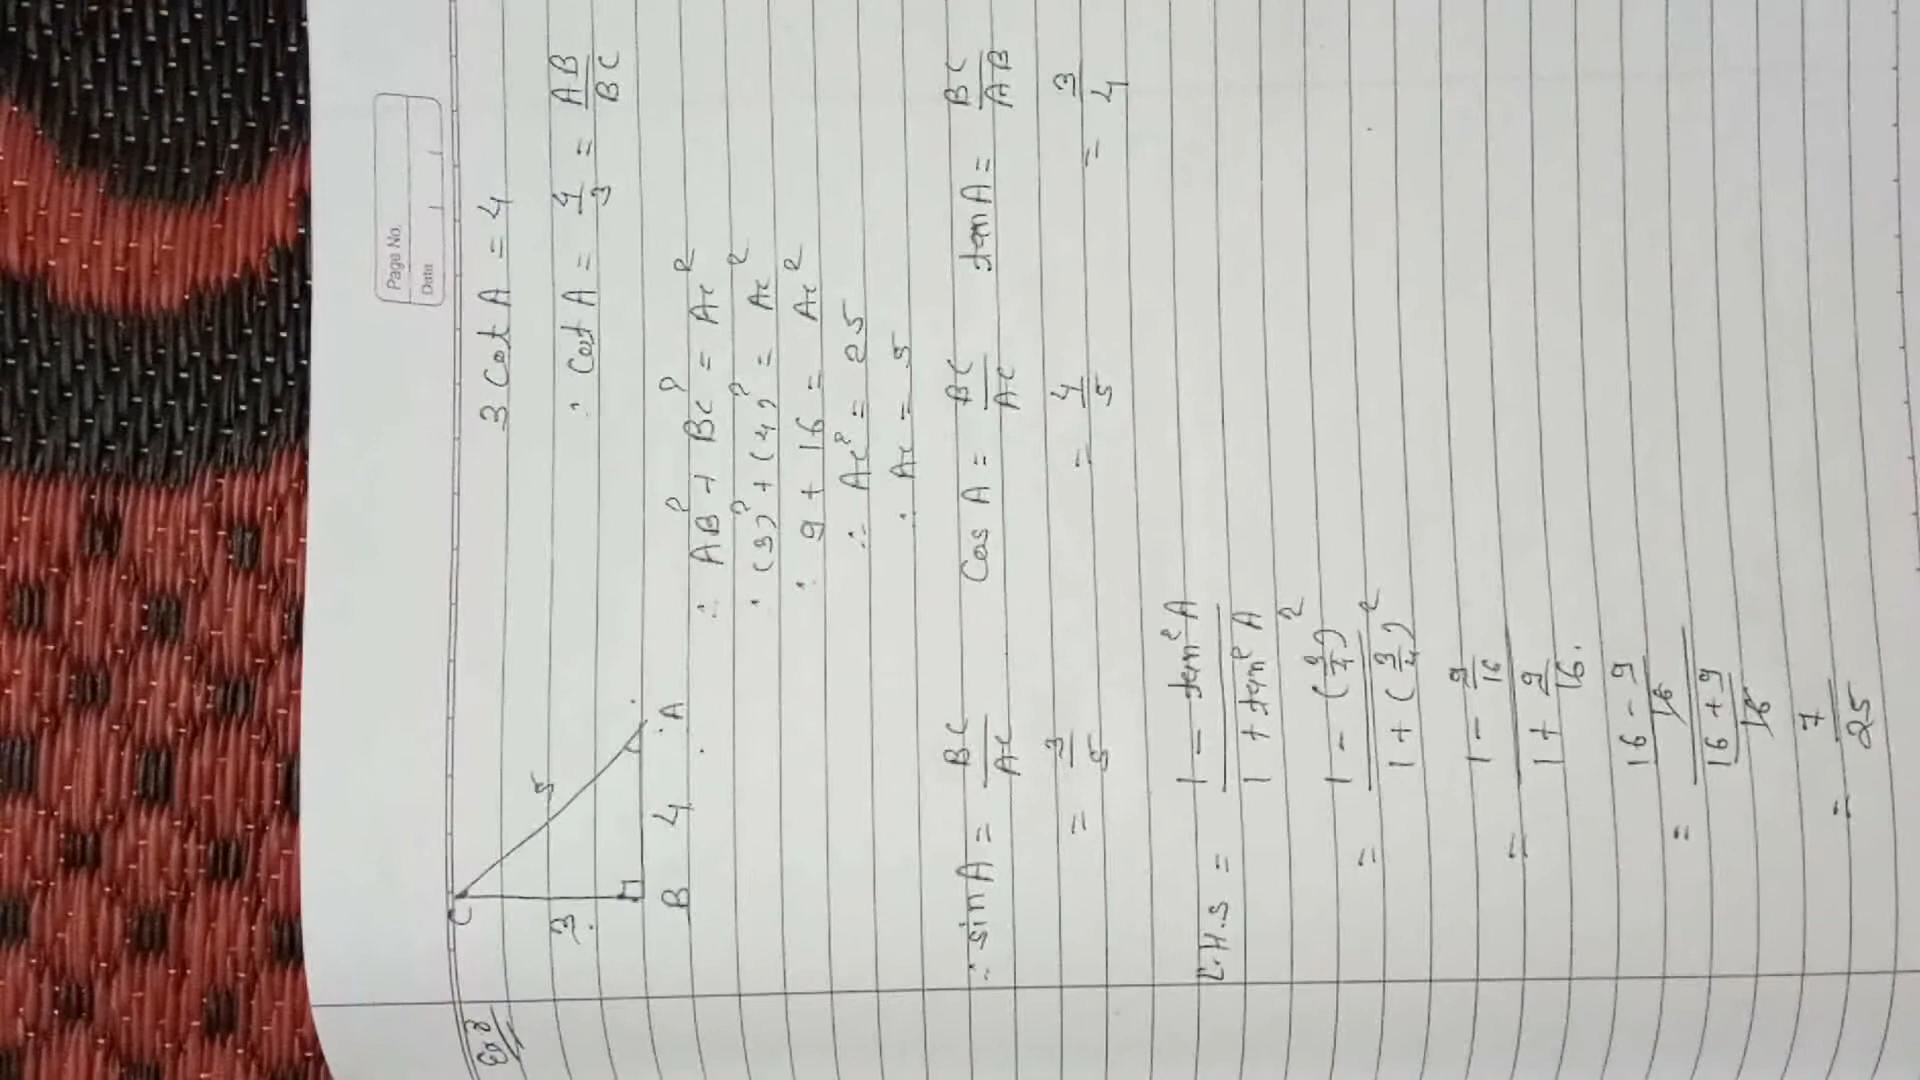 Page No.
Date
Ex 8
3 cot A = 4
C
3
5
B 4 A
∴ cot A = 4/3 = AB/BC
∴ AB² + BC² = AC²
∴ (3)² + (4)² = AC²
∴ 9 + 16 = AC²
∴ AC² = 25
∴ AC = 5
∴ sin A = BC/AC cos A = BC/AC tan A = BC/AB
= 3/5 = 4/5 = 3/4
L.H.S = (1 - tan² A)/(1 + tan² A)
= (1 - (3/4)²)/(1 + (3/4)²)
= (1 - 9/16)/(1 + 9/16)
= ((16 - 9)/16)/((16 + 9)/16)
= 7/25